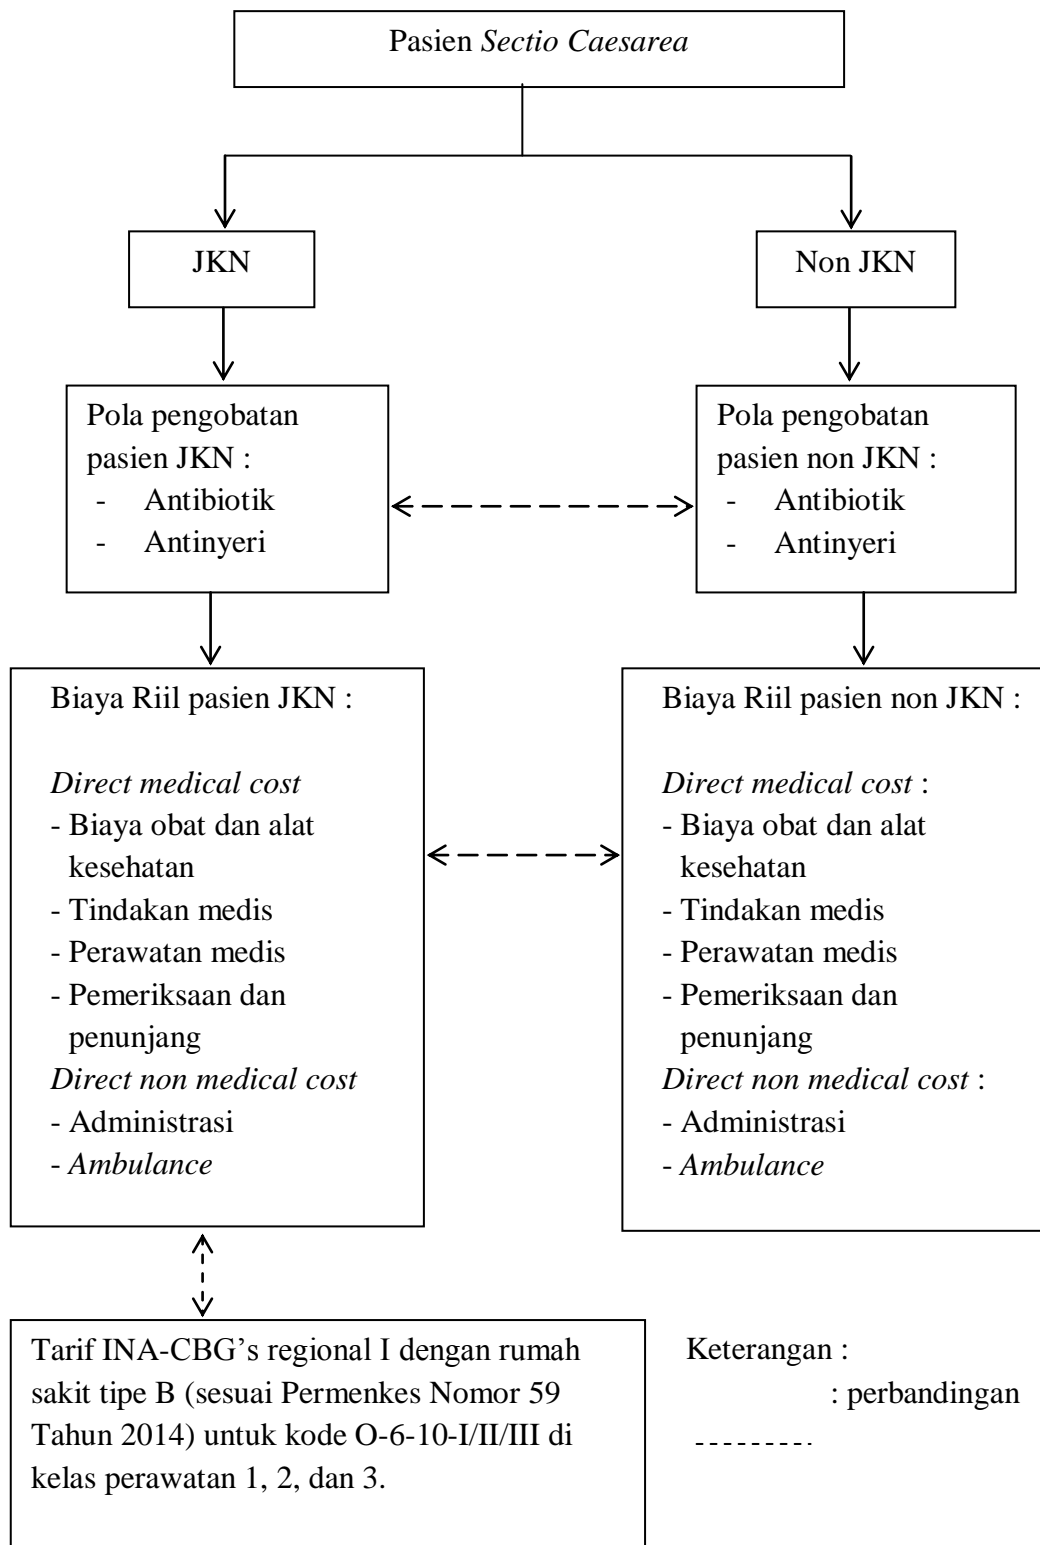 Pasien Sectio Caesarea
JKN
Non JKN
Pola pengobatan
pasien JKN :
- Antibiotik
- Antinyeri
Pola pengobatan
pasien non JKN :
- Antibiotik
- Antinyeri
Biaya Riil pasien JKN :
Direct medical cost
- Biaya obat dan alat
kesehatan
- Tindakan medis
- Perawatan medis
- Pemeriksaan dan
penunjang
Direct non medical cost
- Administrasi
- Ambulance
Biaya Riil pasien non JKN :
Direct medical cost :
- Biaya obat dan alat
kesehatan
- Tindakan medis
- Perawatan medis
- Pemeriksaan dan
penunjang
Direct non medical cost :
- Administrasi
- Ambulance
Tarif INA-CBG’s regional I dengan rumah
sakit tipe B (sesuai Permenkes Nomor 59
Tahun 2014) untuk kode O-6-10-I/II/III di
kelas perawatan 1, 2, dan 3.
Keterangan :
: perbandingan